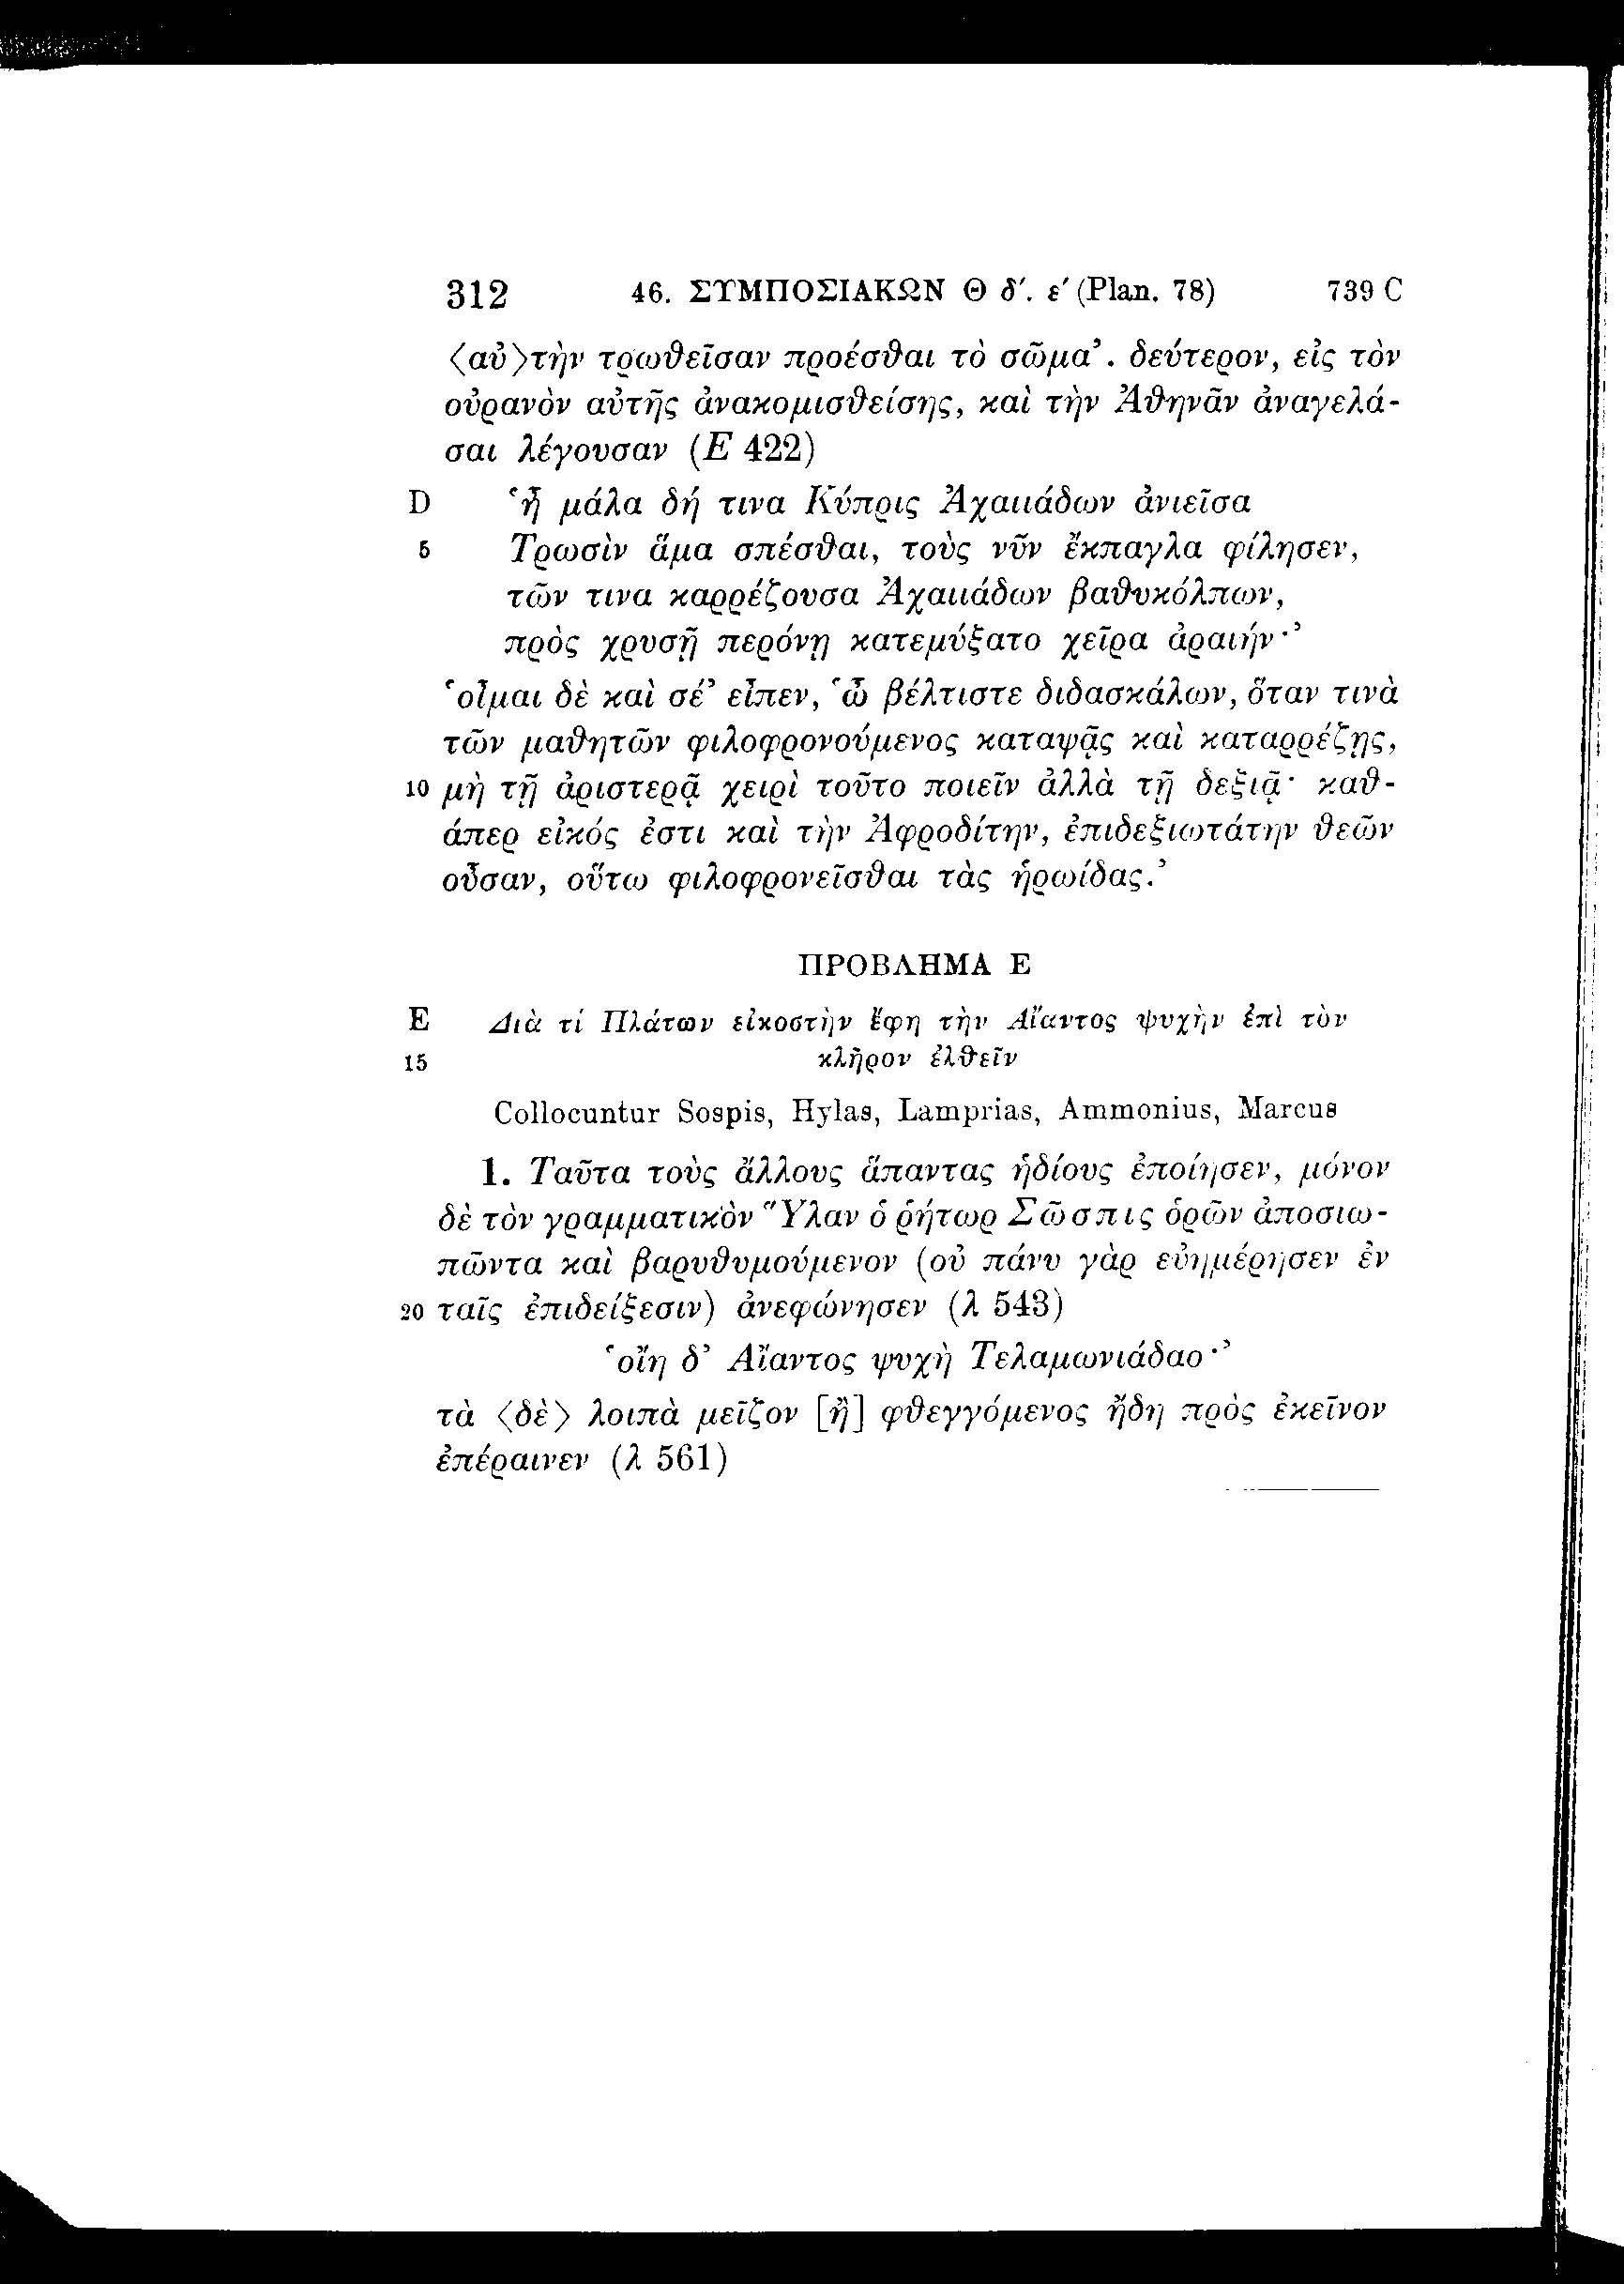 312 46. ΣΥΜΠΟΣΙΑΚΩΝ Θ δ′. ε′ (Plan. 78) 739 C
⟨αὐ⟩τὴν τρωθεῖσαν προέσθαι τὸ σῶμα’. δεύτερον, εἰς τὸν
οὐρανὸν αὐτῆς ἀνακομισθείσης, καὶ τὴν Ἀθηνᾶν ἀναγελά-
σαι λέγουσαν (Ε 422)
D ‘ἦ μάλα δή τινα Κύπρις Ἀχαιιάδων ἀνιεῖσα
5 Τρωσὶν ἅμα σπέσθαι, τοὺς νῦν ἔκπαγλα φίλησεν,
τῶν τινα καρρέζουσα Ἀχαιιάδων βαθυκόλπων,
πρὸς χρυσῇ περόνῃ κατεμύξατο χεῖρα ἀραιήν·’
‘οἶμαι δὲ καὶ σέ’ εἶπεν, ‘ὦ βέλτιστε διδασκάλων, ὅταν τινὰ
τῶν μαθητῶν φιλοφρονούμενος καταψᾷς καὶ καταρρέζῃς,
10 μὴ τῇ ἀριστερᾷ χειρὶ τοῦτο ποιεῖν ἀλλὰ τῇ δεξιᾷ· καθ-
άπερ εἰκός ἐστι καὶ τὴν Ἀφροδίτην, ἐπιδεξιωτάτην θεῶν
οὖσαν, οὕτω φιλοφρονεῖσθαι τὰς ἡρωίδας.’
ΠΡΟΒΛΗΜΑ Ε
E Διὰ τί Πλάτων εἰκοστὴν ἔφη τὴν Αἴαντος ψυχὴν ἐπὶ τὸν
15 κλῆρον ἐλθεῖν
Collocuntur Sospis, Hylas, Lamprias, Ammonius, Marcus
1. Ταῦτα τοὺς ἄλλους ἅπαντας ἡδίους ἐποίησεν, μόνον
δὲ τὸν γραμματικὸν Ὕλαν ὁ ῥήτωρ Σῶσπις ὁρῶν ἀποσιω-
πῶντα καὶ βαρυθυμούμενον (οὐ πάνυ γὰρ εὐημέρησεν ἐν
20 ταῖς ἐπιδείξεσιν) ἀνεφώνησεν (λ 543)
‘οἴη δ’ Αἴαντος ψυχὴ Τελαμωνιάδαο·’
τὰ ⟨δὲ⟩ λοιπὰ μεῖζον [ἢ] φθεγγόμενος ἤδη πρὸς ἐκεῖνον
ἐπέραινεν (λ 561)